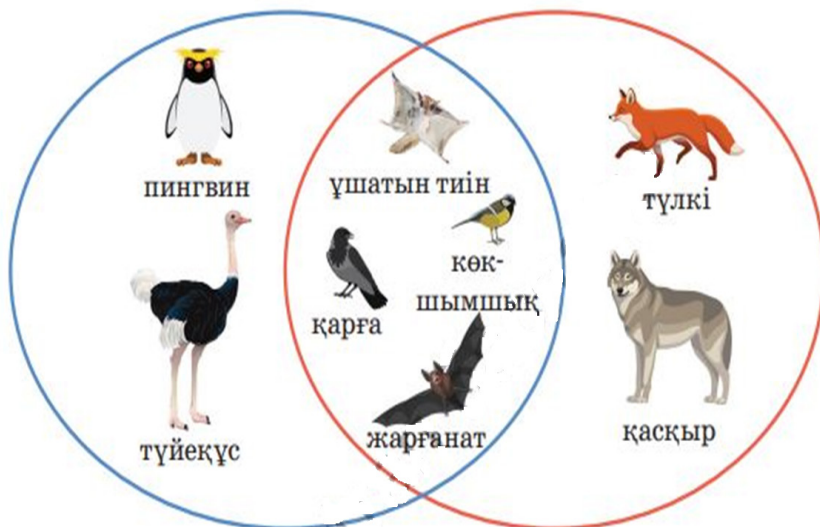 пингвин
ұшатын тиін
түлкі
көк-
шымшық
қарға
түйеқұс
жарғанат
қасқыр